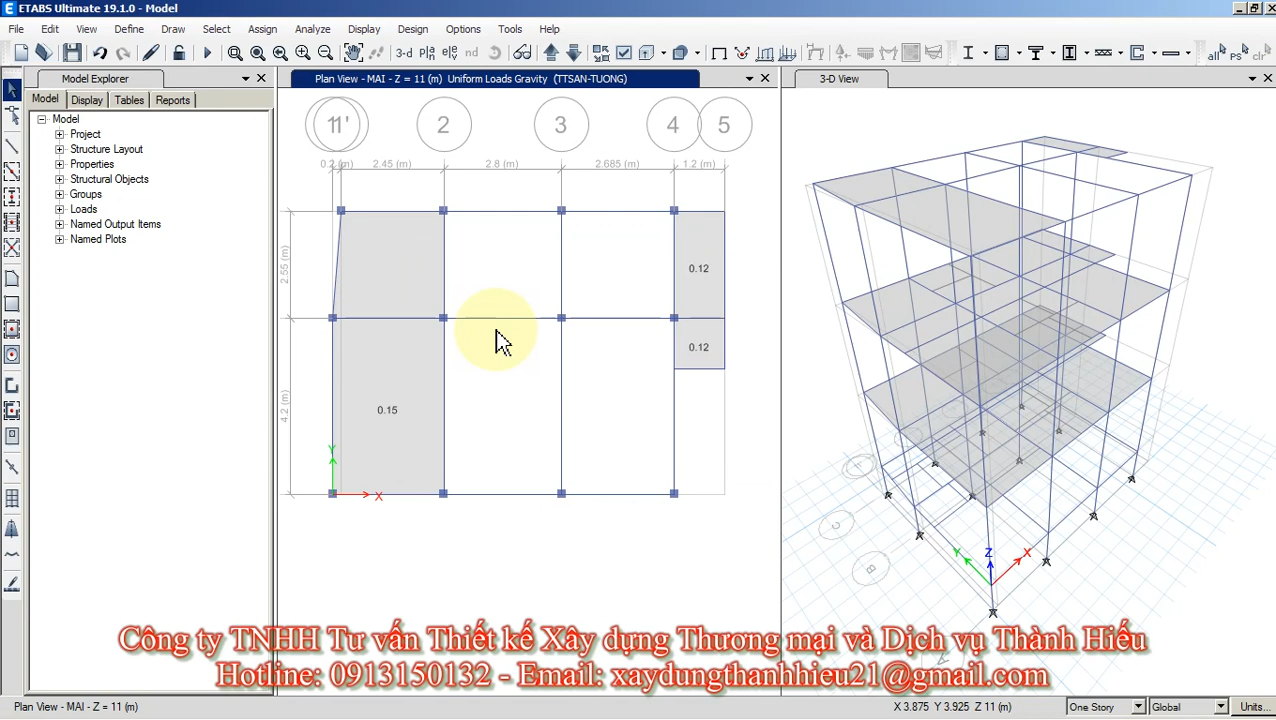 ETABS Ultimate 19.1.0 - Model
File Edit View Define Draw Select Assign Analyze Display Design Options Tools Help
3-d
Model Explorer
Model Display Tables Reports
Model
Project
Structure Layout
Properties
Structural Objects
Groups
Loads
Named Output Items
Named Plots
Plan View - MAI - Z = 11 (m) Uniform Loads Gravity (TTSAN-TUONG)
3-D View
2 3 4 5
2.45 (m) 2.8 (m) 2.685 (m) 1.2 (m)
2.55 (m)
4.2 (m)
0.12
0.12
0.15
Y
X
Y
Z
X
C
B
A
Công ty TNHH Tư vấn Thiết kế Xây dựng Thương mại và Dịch vụ Thành Hiếu
Hotline: 0913150132 - Email: xaydungthanhhieu21@gmail.com
Plan View - MAI - Z = 11 (m)
X 3.875 Y 3.925 Z 11 (m)
One Story
Global
Units...